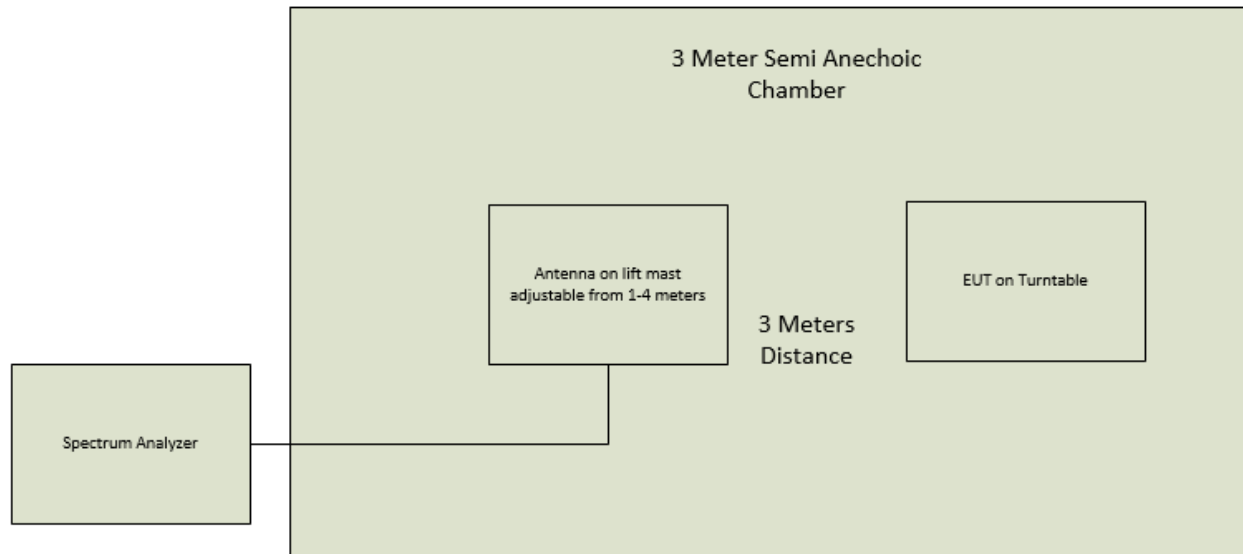 3 Meter Semi Anechoic
Chamber
Antenna on lift mast
adjustable from 1-4 meters
EUT on Turntable
3 Meters
Distance
Spectrum Analyzer